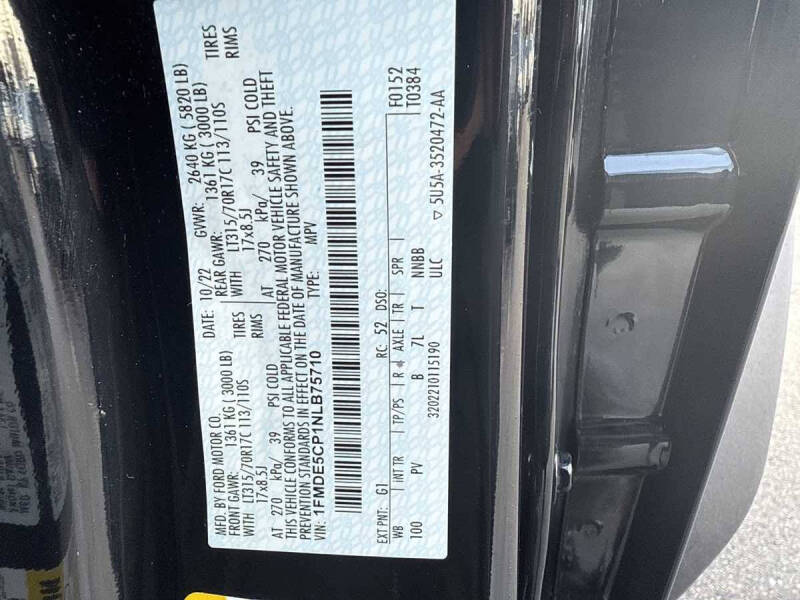 MFD. BY FORD MOTOR CO.
DATE: 10/22 GVWR: 2640 KG ( 5820 LB)
FRONT GAWR: 1361 KG ( 3000 LB) REAR GAWR: 1361 KG ( 3000 LB)
WITH LT315/70R17C 113/110S TIRES WITH LT315/70R17C 113/110S TIRES
17x8.5J RIMS 17x8.5J RIMS
AT 270 kPa/ 39 PSI COLD AT 270 kPa/ 39 PSI COLD
THIS VEHICLE CONFORMS TO ALL APPLICABLE FEDERAL MOTOR VEHICLE SAFETY AND THEFT
PREVENTION STANDARDS IN EFFECT ON THE DATE OF MANUFACTURE SHOWN ABOVE.
VIN: 1FMDE5CP1NLB75710 TYPE: MPV
F0152
EXT PNT: G1 RC: 52 DSO: T0384
WB INT TR TP/PS R AXLE TR SPR
100 PV B 7L T NNBB
3202210115190 ULC ▽ 5U5A-3520472-AA